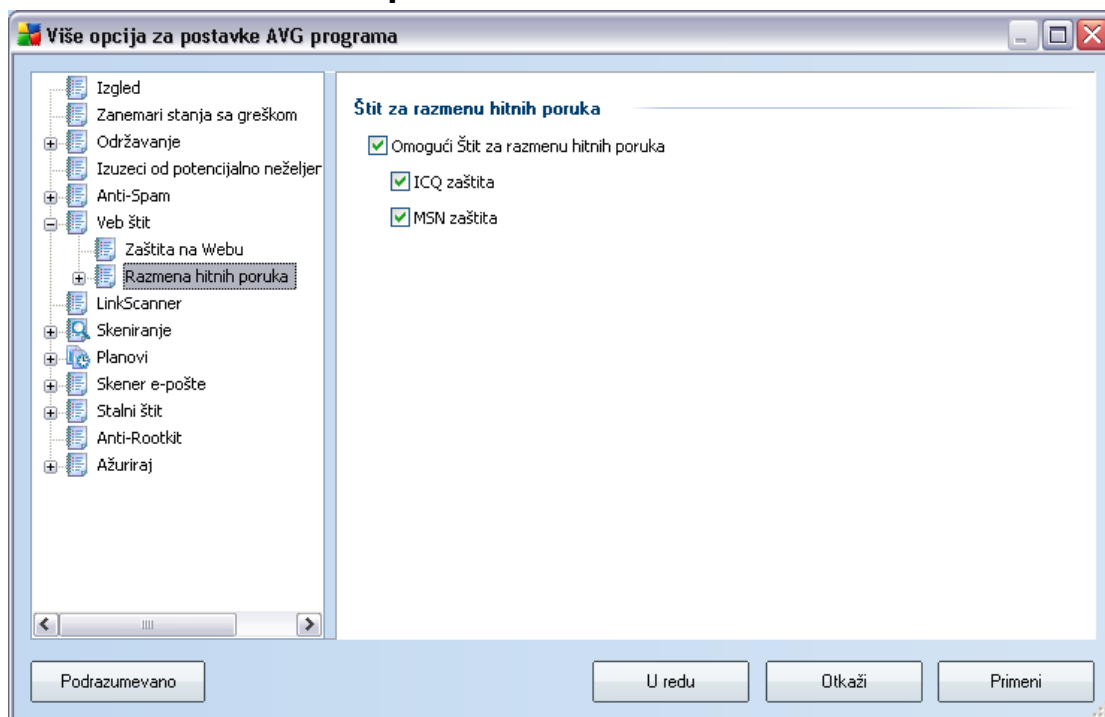 Više opcija za postavke AVG programa
Izgled
Zanemari stanja sa greškom
Održavanje
Izuzeci od potencijalno neželjer
Anti-Spam
Veb štit
Zaštita na Webu
Razmena hitnih poruka
LinkScanner
Skeniranje
Planovi
Skener e-pošte
Stalni štit
Anti-Rootkit
Ažuriraj
Štit za razmenu hitnih poruka
Omogući Štit za razmenu hitnih poruka
ICQ zaštita
MSN zaštita
Podrazumevano
U redu
Otkaži
Primeni